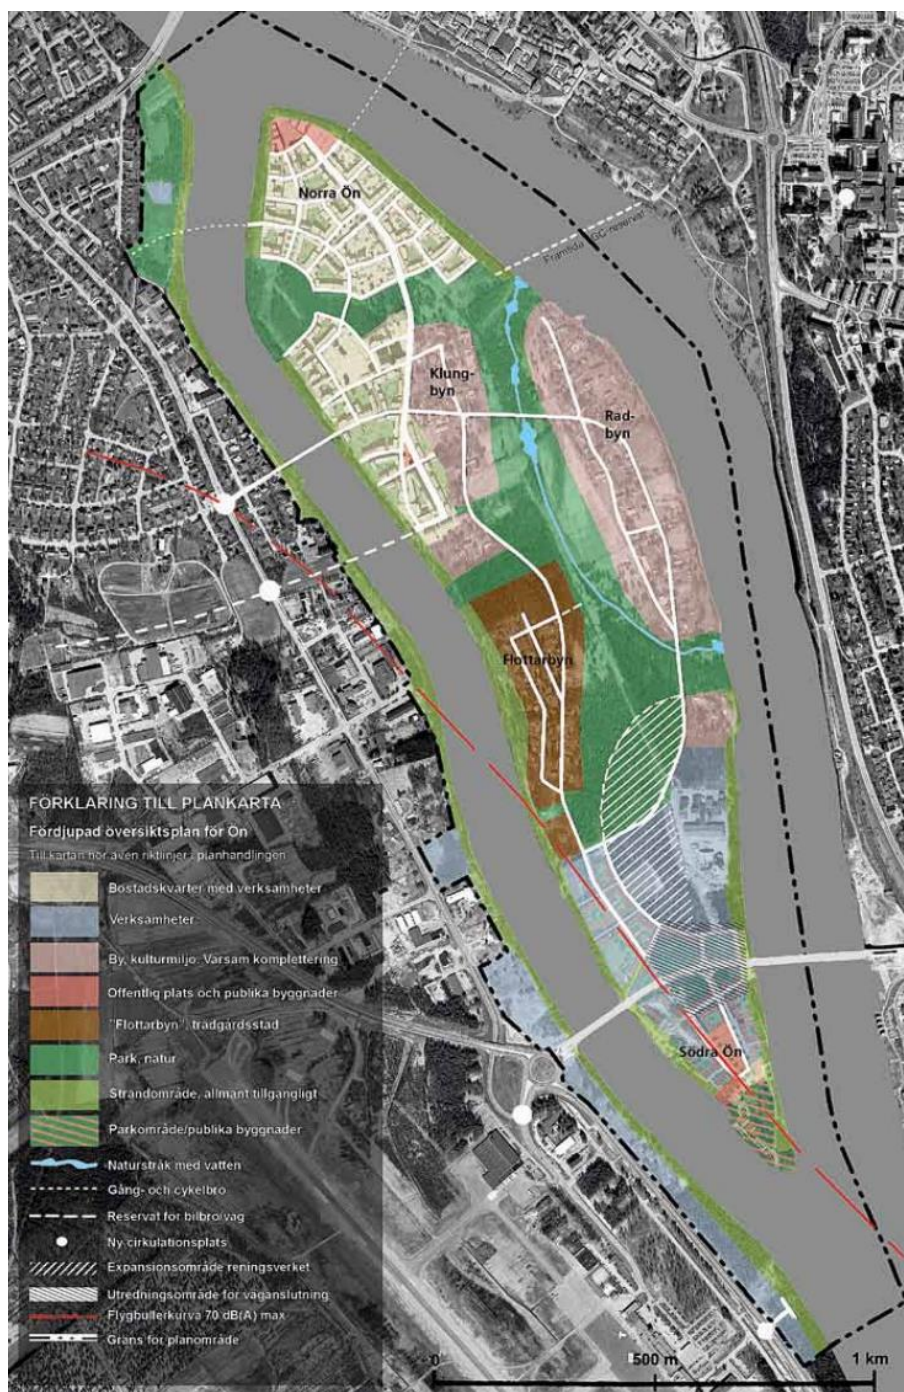 Norra Ön
Framtida GC-reservat
Klung-
byn
Rad-
byn
Flottarbyn
Södra Ön
FÖRKLARING TILL PLANKARTA
Fördjupad översiktsplan för Ön
Till kartan hör även riktlinjer i planhandlingen
Bostadskvarter med verksamheter
Verksamheter
By, kulturmiljö. Varsam komplettering
Offentlig plats och publika byggnader
"Flottarbyn", trädgårdsstad
Park, natur
Strandområde, allmänt tillgängligt
Parkområde/publika byggnader
Naturstråk med vatten
Gång- och cykelbro
Reservat för bilbro/väg
Ny cirkulationsplats
Expansionsområde reningsverket
Utredningsområde för väganslutning
Flygbullerkurva 70 dB(A) max
Gräns för planområde
0 500 m 1 km